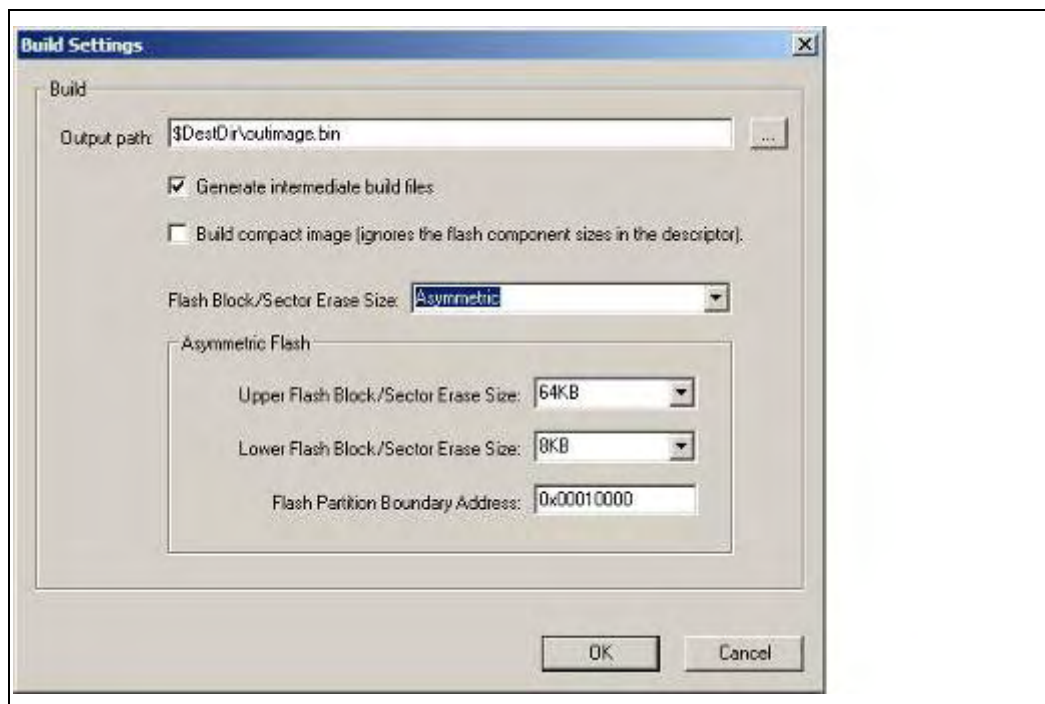 Build Settings
Build
Output path: $DestDir\outimage.bin ...
Generate intermediate build files
Build compact image (ignores the flash component sizes in the descriptor).
Flash Block/Sector Erase Size: Asymmetric
Asymmetric Flash
Upper Flash Block/Sector Erase Size: 64KB
Lower Flash Block/Sector Erase Size: 8KB
Flash Partition Boundary Address: 0x00010000
OK Cancel